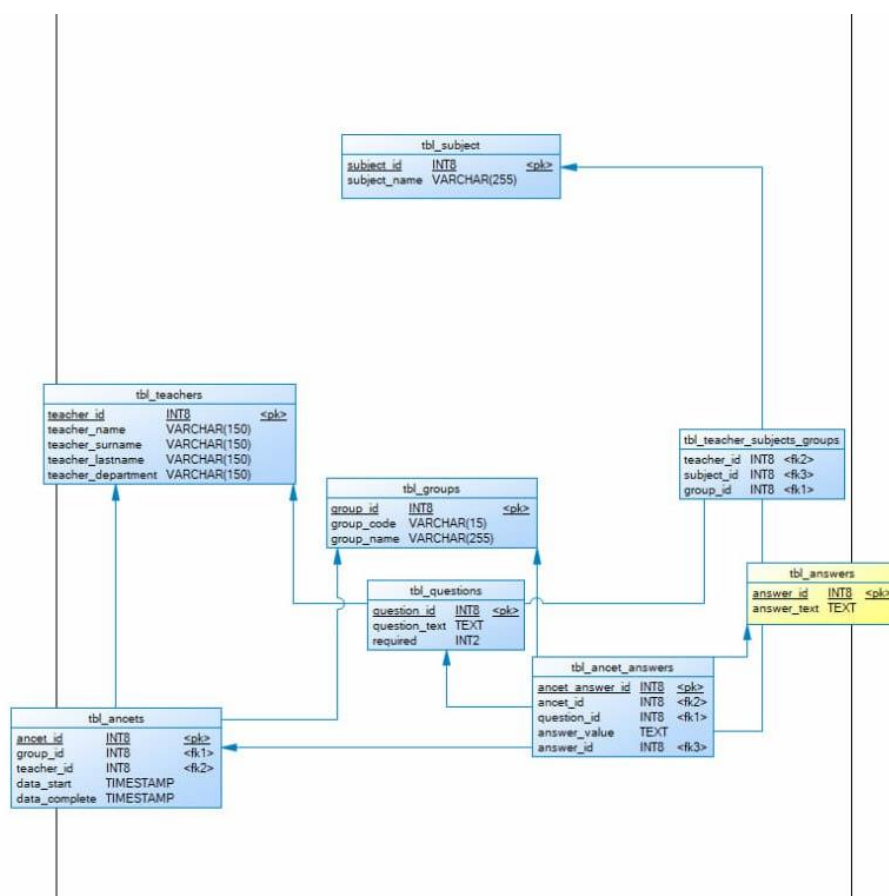 tbl_subject
subject_id INT8 <pk>
subject_name VARCHAR(255)
tbl_teachers
teacher_id INT8 <pk>
teacher_name VARCHAR(150)
teacher_surname VARCHAR(150)
teacher_lastname VARCHAR(150)
teacher_department VARCHAR(150)
tbl_teacher_subjects_groups
teacher_id INT8 <fk2>
subject_id INT8 <fk3>
group_id INT8 <fk1>
tbl_groups
group_id INT8 <pk>
group_code VARCHAR(15)
group_name VARCHAR(255)
tbl_questions
question_id INT8 <pk>
question_text TEXT
required INT2
tbl_answers
answer_id INT8 <pk>
answer_text TEXT
tbl_ancet_answers
ancet_answer_id INT8 <pk>
ancet_id INT8 <fk2>
question_id INT8 <fk1>
answer_value TEXT
answer_id INT8 <fk3>
tbl_ancets
ancet_id INT8 <pk>
group_id INT8 <fk1>
teacher_id INT8 <fk2>
data_start TIMESTAMP
data_complete TIMESTAMP